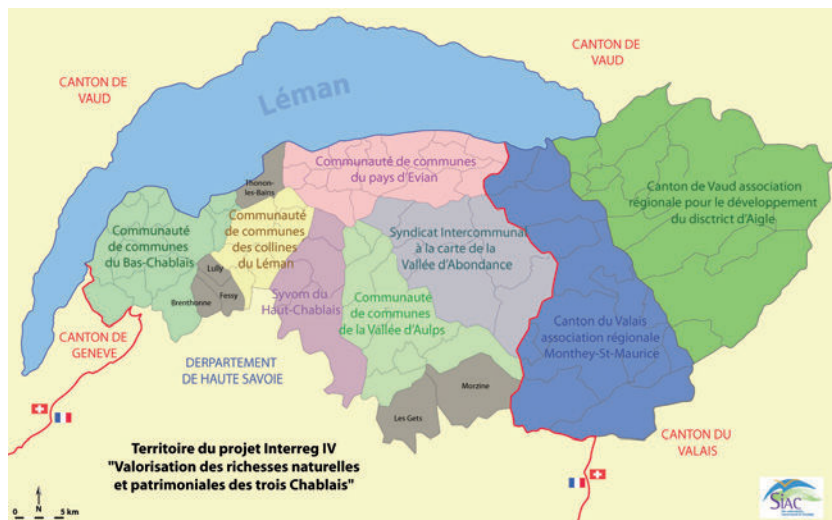 CANTON DE
VAUD
CANTON DE
VAUD
Léman
Thonon-
les-Bains
Communauté de communes
du pays d'Evian
Canton de Vaud association
régionale pour le développement
du disctrict d'Aigle
Communauté
de communes
du Bas-Chablais
Communauté
de communes
des collines
du Léman
Syndicat Intercommunal
à la carte de la
Vallée d'Abondance
Lully
Brenthonne
Fessy
Syvom du
Haut-Chablais
Communauté
de communes
de la Vallée d'Aulps
Canton du Valais
association régionale
Monthey-St-Maurice
CANTON DE
GENEVE
DERPARTEMENT
DE HAUTE SAVOIE
Morzine
Les Gets
CANTON DU
VALAIS
Territoire du projet Interreg IV
"Valorisation des richesses naturelles
et patrimoniales des trois Chablais"
N
0 5 km
SIAC